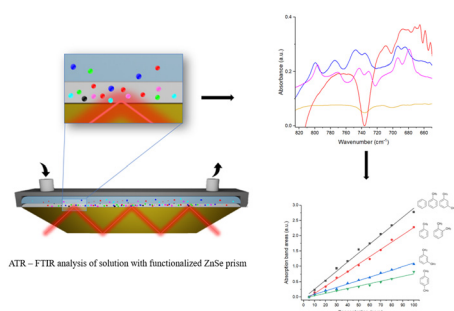 Absorbance (a.u.)
0.4
0.2
0.0
820 800 780 760 740 720 700 680 660
Wavenumber (cm⁻¹)
ATR – FTIR analysis of solution with functionalized ZnSe prism
Absorption band areas (a.u.)
3.0
2.5
2.0
1.5
1.0
0.5
0.0
0 10 20 30 40 50 60 70 80 90 100